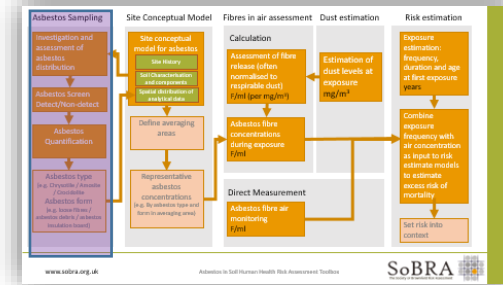 Asbestos Sampling
Investigation and
assessment of
asbestos
distribution
Asbestos Screen
Detect/Non-detect
Asbestos
Quantification
Asbestos type
(e.g. Chrysotile / Amosite
/ Crocidolite)
Asbestos form
(e.g. loose fibres /
asbestos debris / asbestos
insulation board)
Site Conceptual Model
Site conceptual
model for asbestos
Site History
Soil Characterisation and
components
Spatial distribution of
analytical data
Define averaging
areas
Representative
asbestos
concentrations
(e.g. By asbestos type and
form in averaging area)
Fibres in air assessment
Calculation
Assessment of fibre
release (often
normalised to
respirable dust)
F/ml (per mg/m³)
Asbestos fibre
concentrations
during exposure
F/ml
Direct Measurement
Asbestos fibre air
monitoring
F/ml
Dust estimation
Estimation of
dust levels at
exposure
mg/m³
Risk estimation
Exposure
estimation:
frequency,
duration and age
at first exposure
years
Combine
exposure
frequency with
air concentration
as input to risk
estimate models
to estimate
excess risk of
mortality
Set risk into
context
www.sobra.org.uk
Asbestos in Soil Human Health Risk Assessment Toolbox
SoBRA